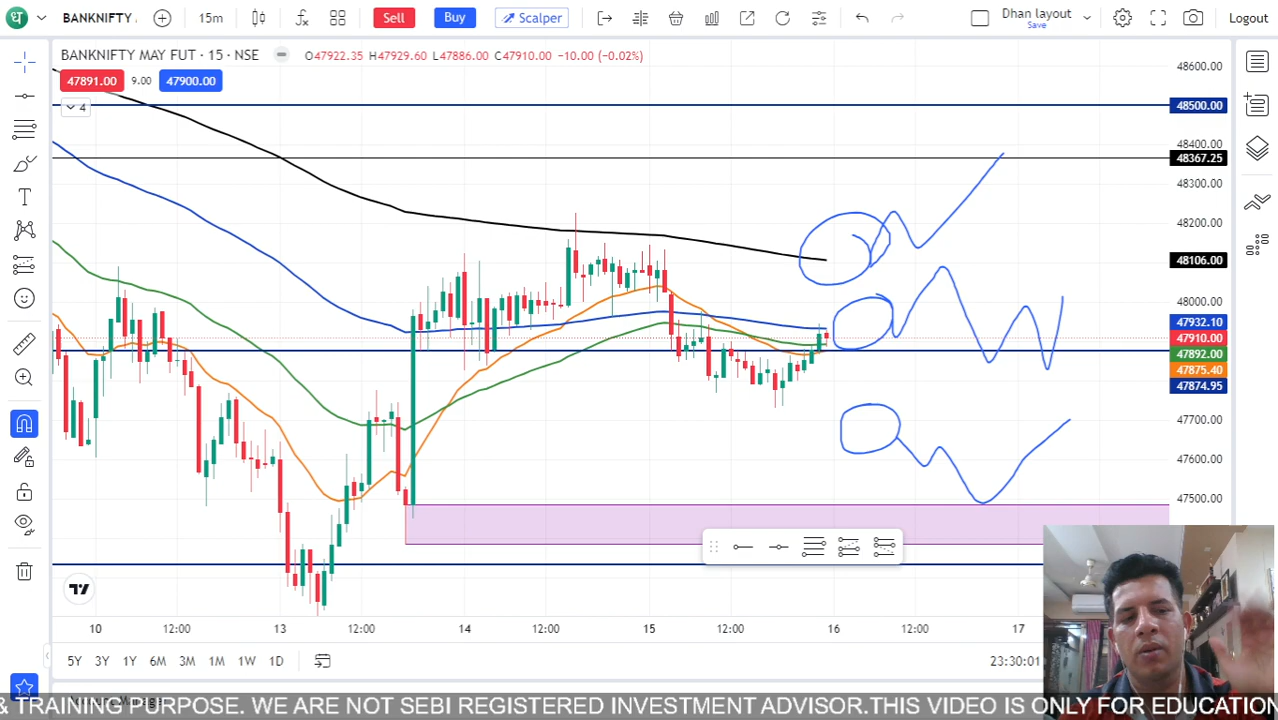 ध BANKNIFTY 15m Sell Buy Scalper Dhan layout Save Logout
BANKNIFTY MAY FUT · 15 · NSE O47922.35 H47929.60 L47886.00 C47910.00 −10.00 (−0.02%)
47891.00 9.00 47900.00
4
48600.00
48500.00
48400.00
48367.25
48300.00
48200.00
48106.00
48000.00
47932.10
47910.00
47892.00
47875.40
47874.95
47700.00
47600.00
47500.00
10 12:00 13 12:00 14 12:00 15 12:00 16 12:00 17
5Y 3Y 1Y 6M 3M 1M 1W 1D 23:30:01
& TRAINING PURPOSE. WE ARE NOT SEBI REGISTERED INVESTMENT ADVISOR.THIS VIDEO IS ONLY FOR EDUCATION